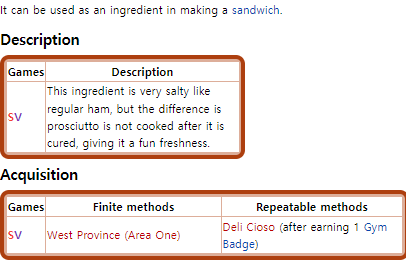 It can be used as an ingredient in making a sandwich.
Description
Games Description
SV This ingredient is very salty like
regular ham, but the difference is
prosciutto is not cooked after it is
cured, giving it a fun freshness.
Acquisition
Games Finite methods Repeatable methods
SV West Province (Area One) Deli Cioso (after earning 1 Gym
Badge)